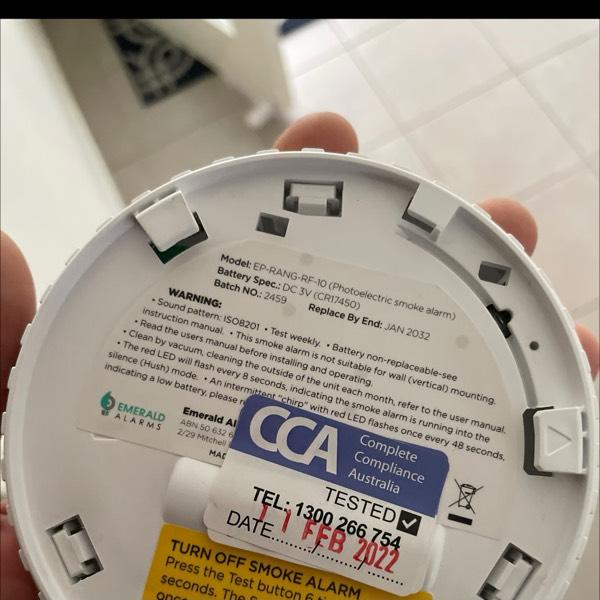 Model: EP-RANG-RF-10 (Photoelectric smoke alarm)
Battery Spec.: DC 3V (CR17450)
Batch NO.: 2459 Replace By End: JAN 2032
WARNING:
• Sound pattern: ISO8201 • Test weekly. • Battery non-replaceable-see
instruction manual. • This smoke alarm is not suitable for wall (vertical) mounting.
• Read the users manual before installing and operating.
• Clean by vacuum, cleaning the outside of the unit each month, refer to the user manual.
• The red LED will flash every 8 seconds, indicating the smoke alarm is running into the
silence (Hush) mode. • An intermittent "chirp" with red LED flashes once every 48 seconds,
indicating a low battery, please
EMERALD
ALARMS
Emerald
ABN 50 632 6
2/29 Mitchell
CCA
Complete
Compliance
Australia
TESTED
TEL: 1300 266 754
DATE
11 FEB 2022
TURN OFF SMOKE ALARM
Press the Test button 6
seconds. The